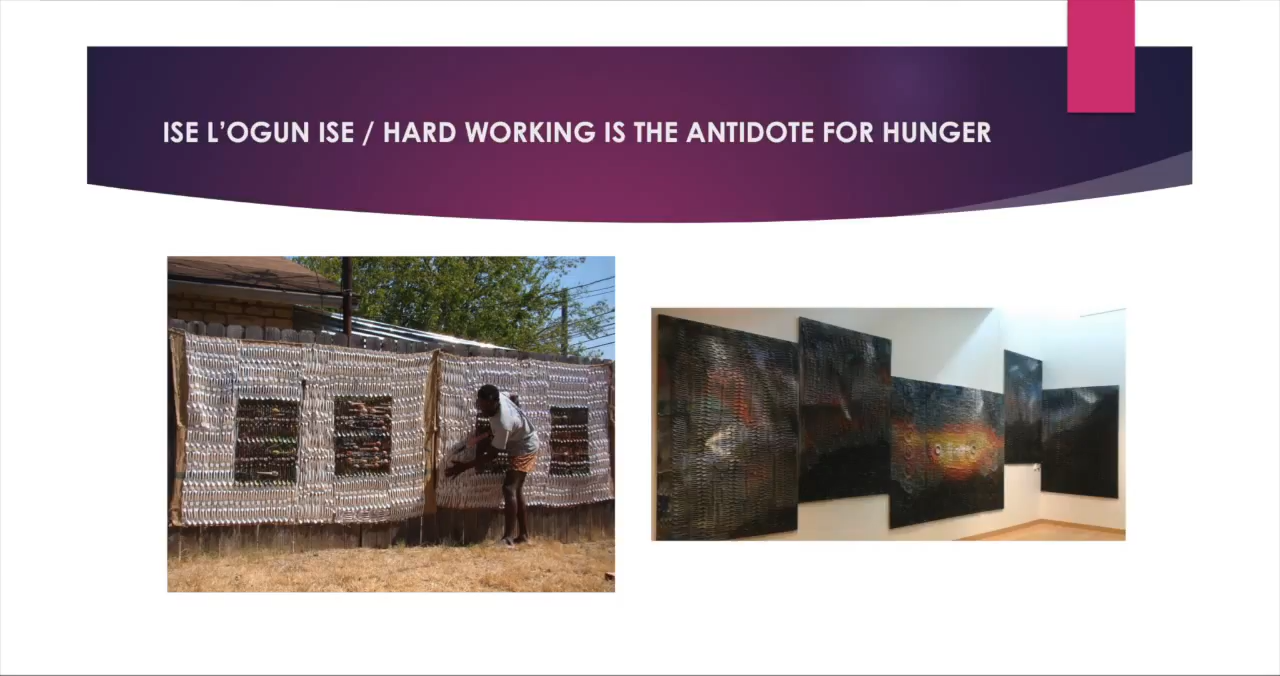 ISE L’OGUN ISE / HARD WORKING IS THE ANTIDOTE FOR HUNGER